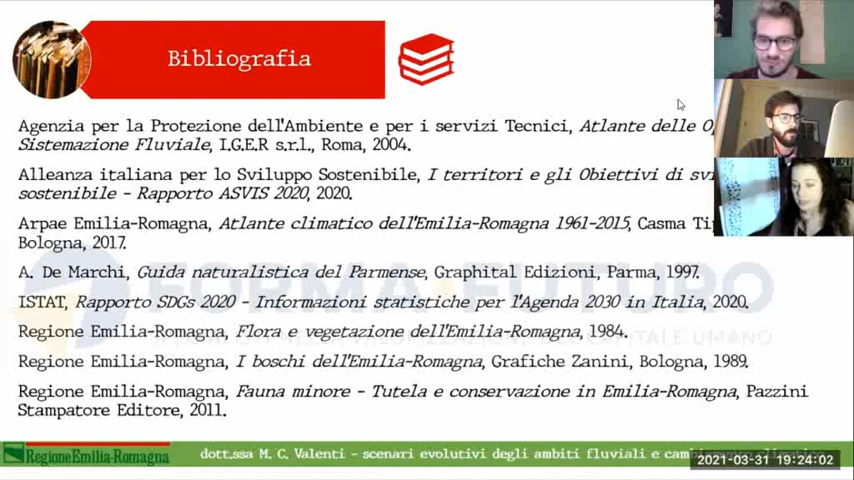 Bibliografia
Agenzia per la Protezione dell'Ambiente e per i servizi Tecnici, Atlante delle
Sistemazione Fluviale, I.G.E.R s.r.l., Roma, 2004.
Alleanza italiana per lo Sviluppo Sostenibile, I territori e gli Obiettivi di
sostenibile - Rapporto ASVIS 2020, 2020.
Arpae Emilia-Romagna, Atlante climatico dell'Emilia-Romagna 1961-2015, Casma
Bologna, 2017.
A. De Marchi, Guida naturalistica del Parmense, Graphital Edizioni, Parma, 1997.
ISTAT, Rapporto SDGs 2020 - Informazioni statistiche per l'Agenda 2030 in Italia, 2020.
FORMA FUTURO
Regione Emilia-Romagna, Flora e vegetazione dell'Emilia-Romagna, 1984.
Regione Emilia-Romagna, I boschi dell'Emilia-Romagna, Grafiche Zanini, Bologna, 1989.
Regione Emilia-Romagna, Fauna minore - Tutela e conservazione in Emilia-Romagna, Pazzini
Stampatore Editore, 2011.
RegioneEmilia-Romagna
dott.ssa M. C. Valenti - scenari evolutivi degli ambiti fluviali e
2021-03-31 19:24:02